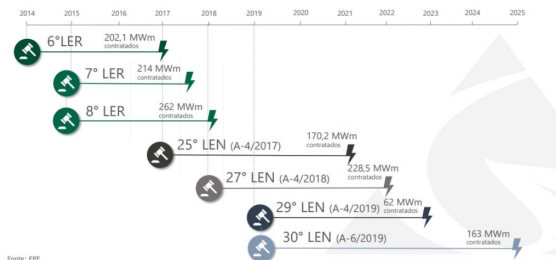 2014 2015 2016 2017 2018 2019 2020 2021 2022 2023 2024 2025
6°LER 202,1 MWm
contratados
7° LER 214 MWm
contratados
8° LER 262 MWm
contratados
25° LEN (A-4/2017) 170,2 MWm
contratados
27° LEN (A-4/2018) 228,5 MWm
contratados
29° LEN (A-4/2019) 62 MWm
contratados
30° LEN (A-6/2019) 163 MWm
contratados
Fonte: EPE